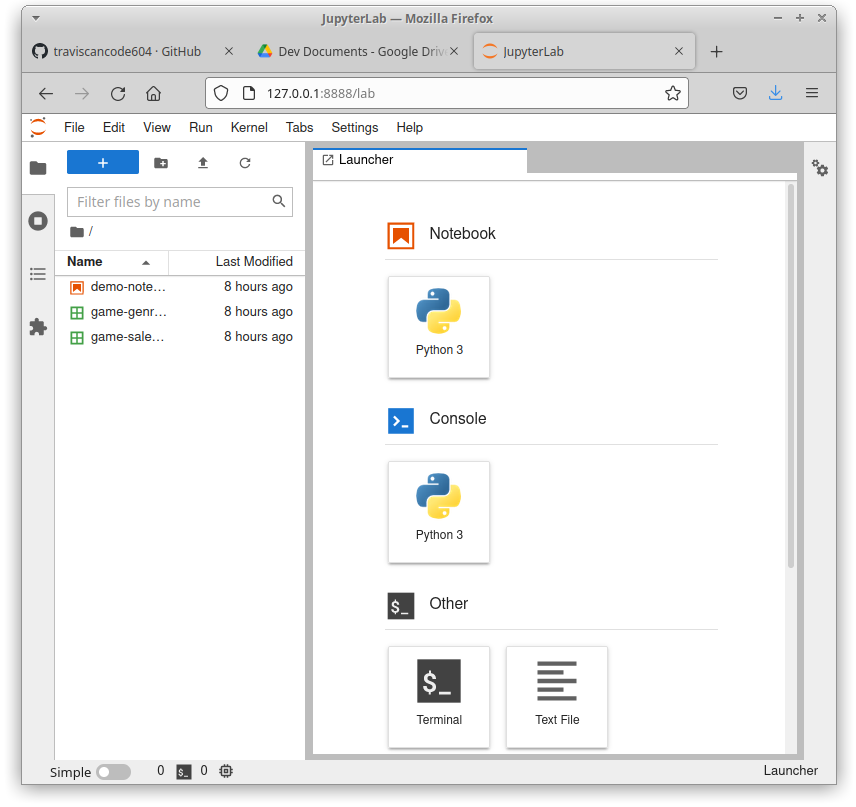 JupyterLab — Mozilla Firefox
traviscancode604 · GitHub
Dev Documents - Google Drive
JupyterLab
127.0.0.1:8888/lab
File Edit View Run Kernel Tabs Settings Help
Launcher
Filter files by name
/
Name Last Modified
demo-note… 8 hours ago
game-genr… 8 hours ago
game-sale… 8 hours ago
Notebook
Python 3
Console
Python 3
Other
$_
Terminal
Text File
Simple 0 $_ 0 Launcher